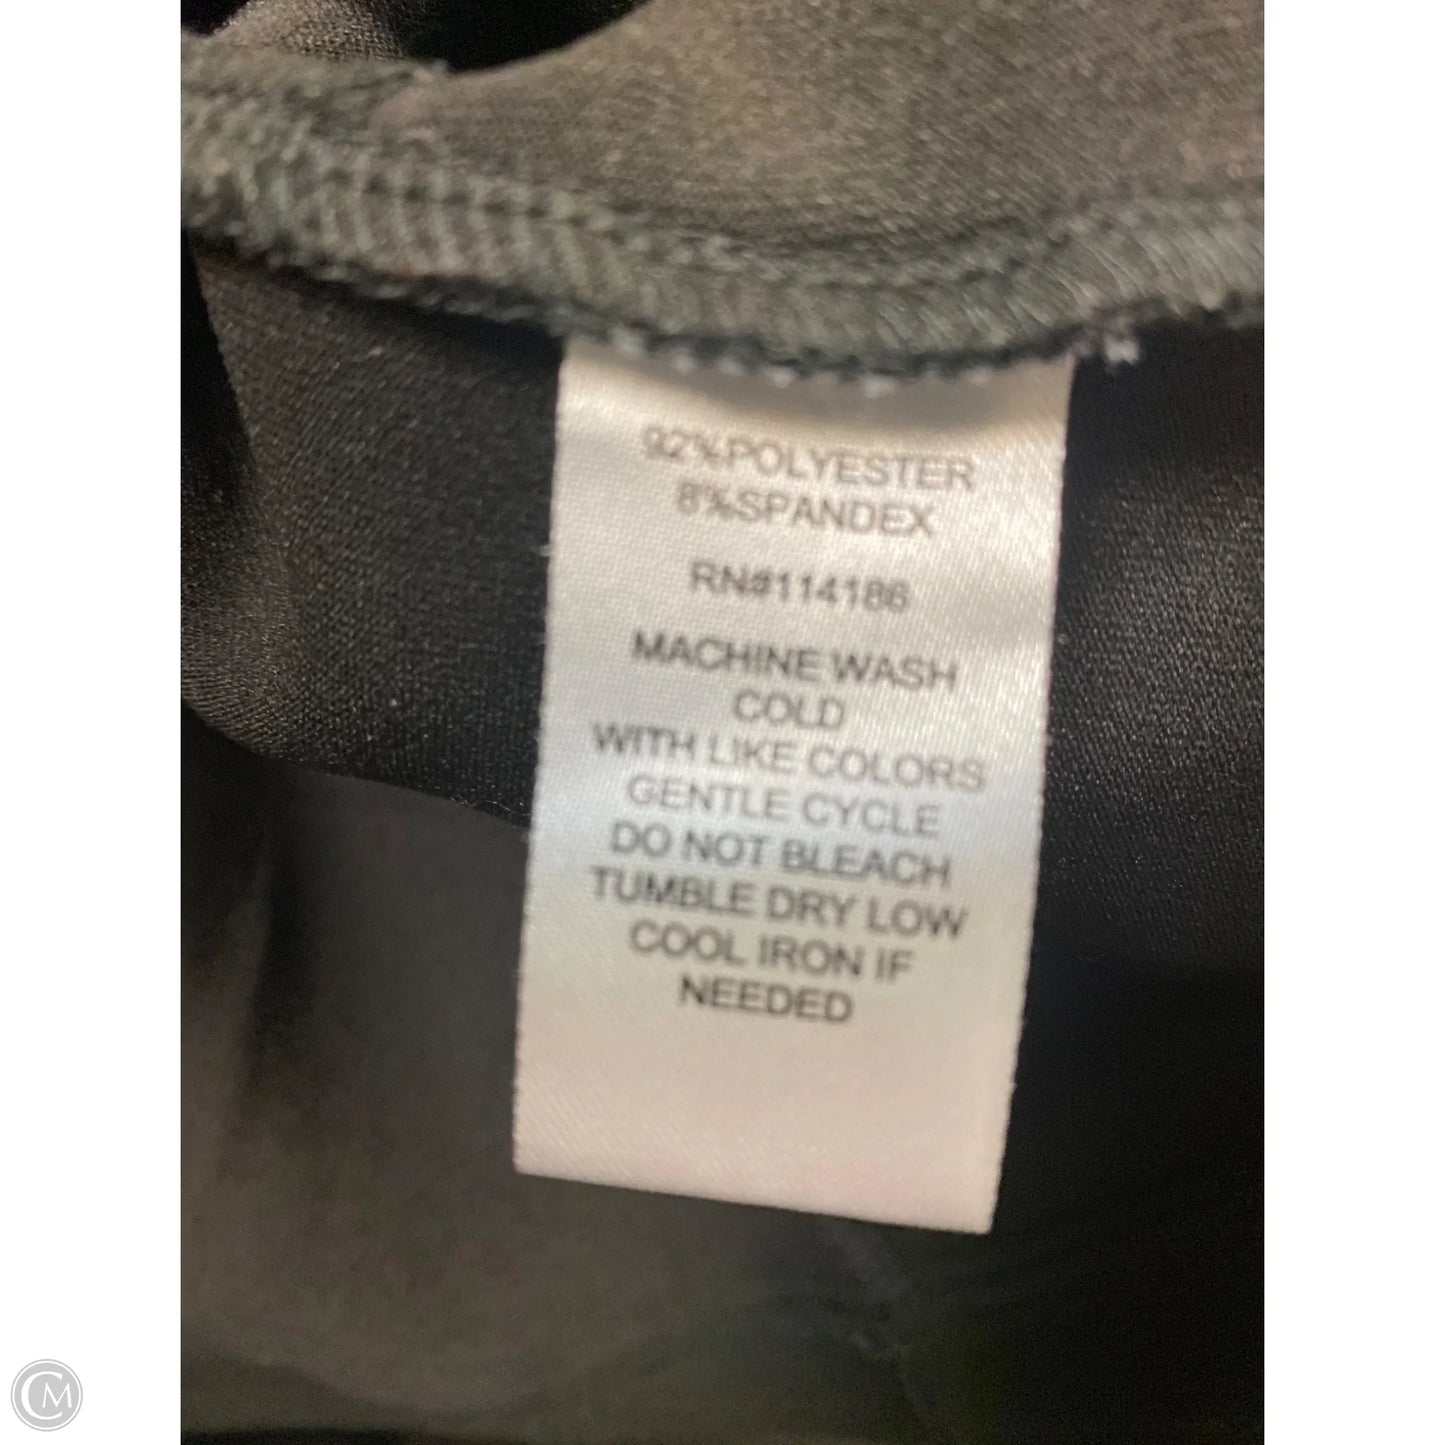 92%POLYESTER
8%SPANDEX
RN#114186
MACHINE WASH
COLD
WITH LIKE COLORS
GENTLE CYCLE
DO NOT BLEACH
TUMBLE DRY LOW
COOL IRON IF
NEEDED
CM